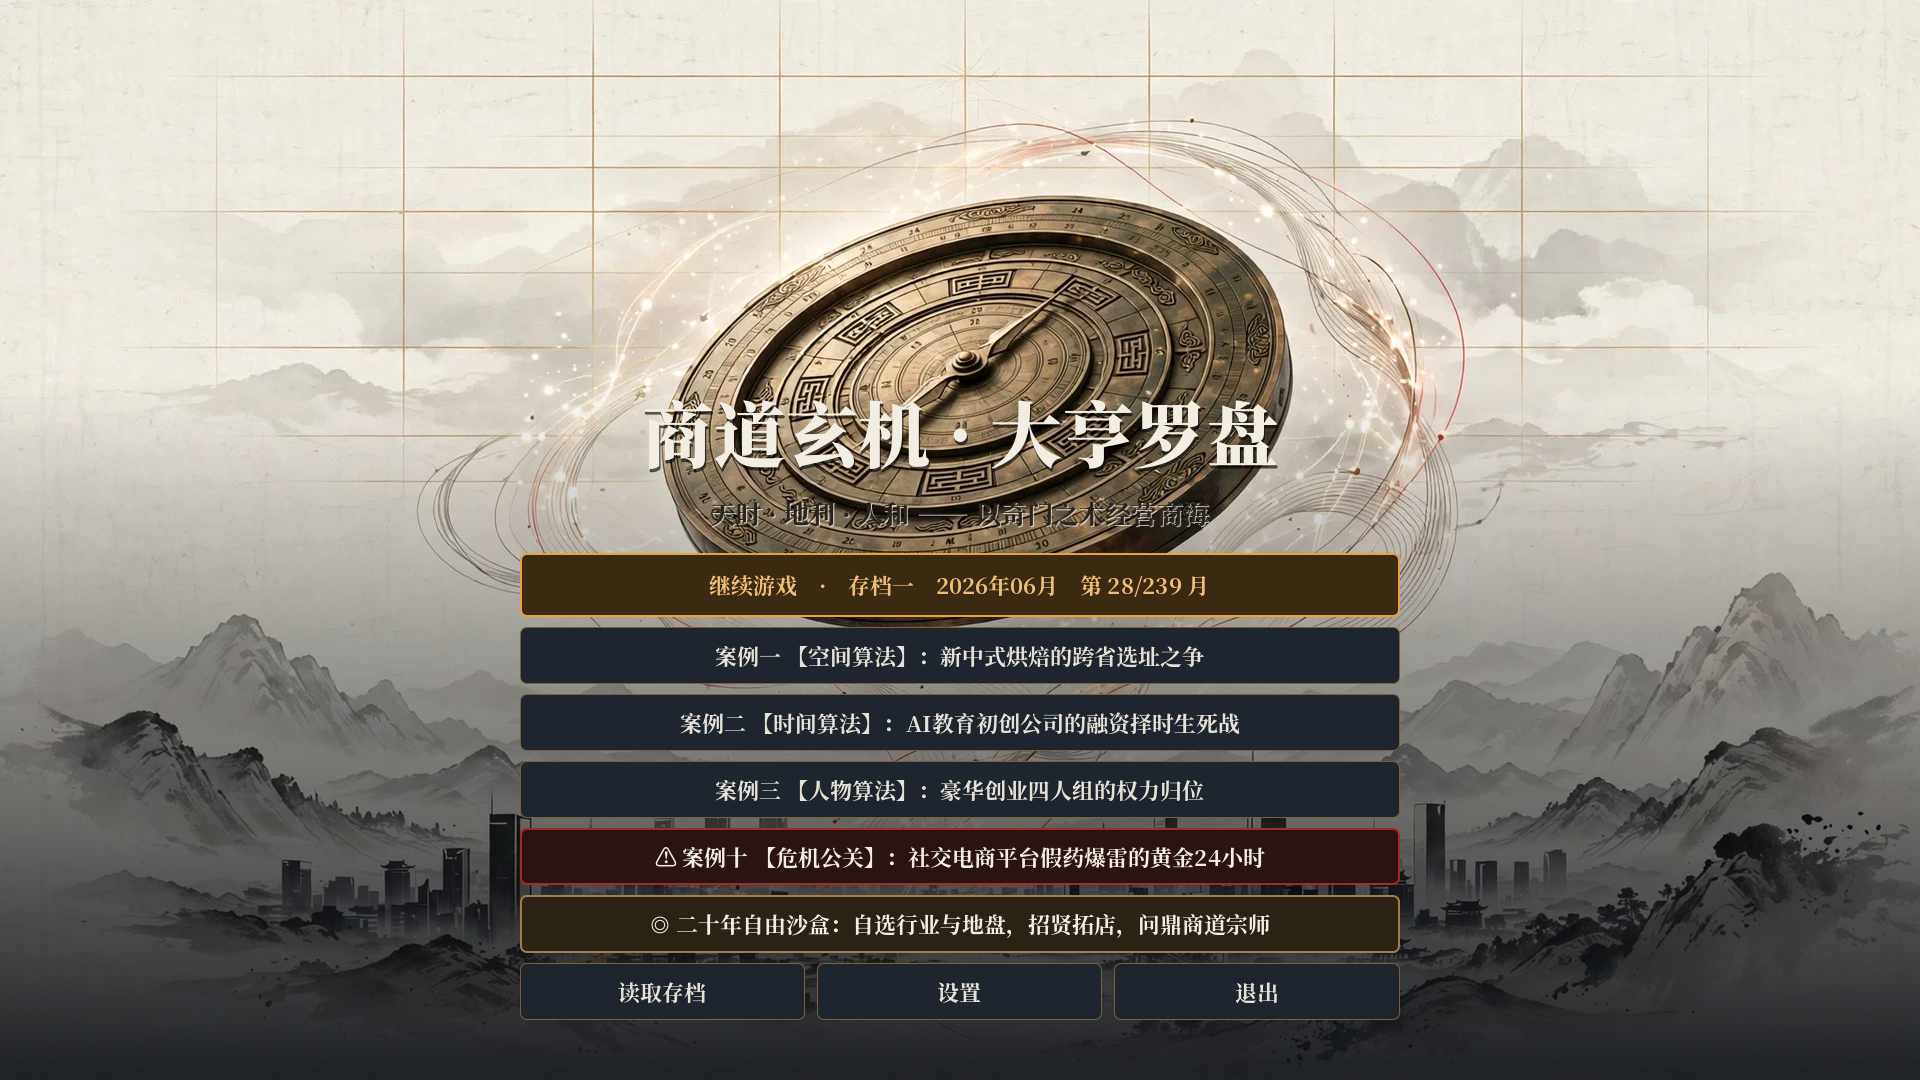 商道玄机·大亨罗盘
天时·地利·人和 —— 以奇门之术经营商海
继续游戏 · 存档一 2026年06月 第 28/239 月
案例一 【空间算法】：新中式烘焙的跨省选址之争
案例二 【时间算法】：AI教育初创公司的融资择时生死战
案例三 【人物算法】：豪华创业四人组的权力归位
⚠ 案例十 【危机公关】：社交电商平台假药爆雷的黄金24小时
◎ 二十年自由沙盒：自选行业与地盘，招贤拓店，问鼎商道宗师
读取存档
设置
退出